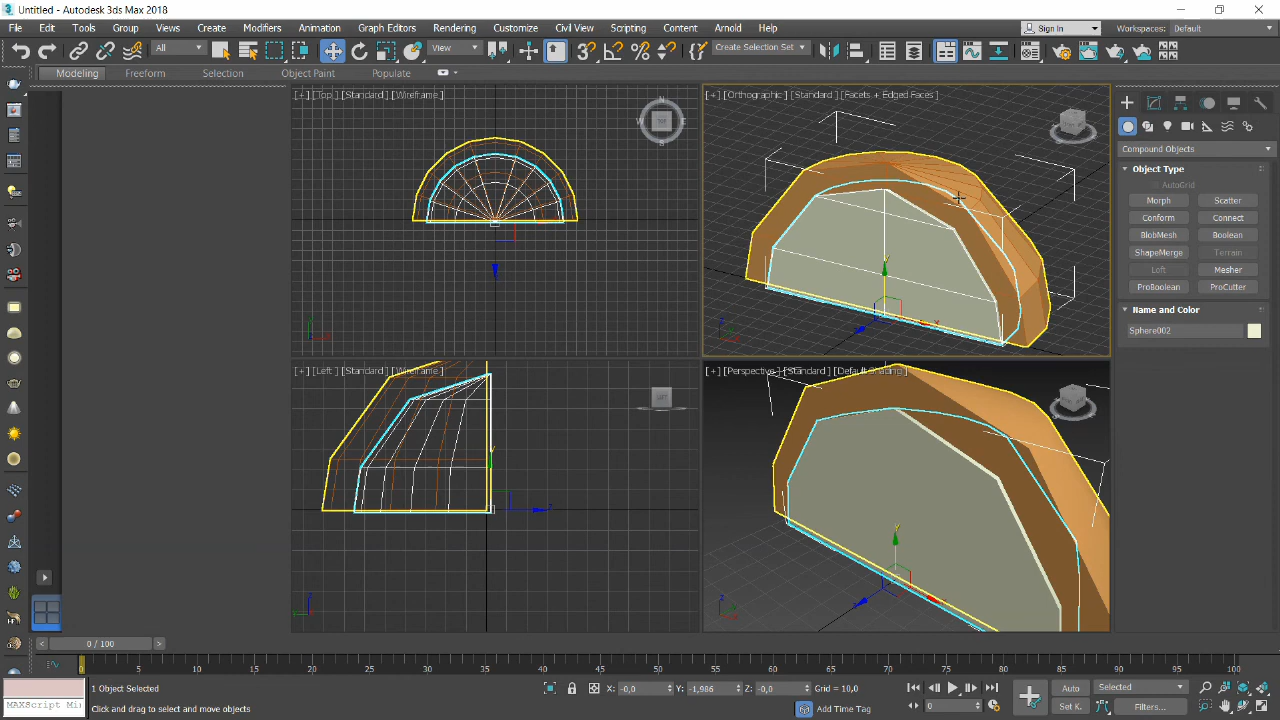 Untitled - Autodesk 3ds Max 2018
File Edit Tools Group Views Create Modifiers Animation Graph Editors Rendering Customize Civil View Scripting Content Arnold Help
Sign In
Workspaces: Default
All
View
Create Selection Set
Modeling Freeform Selection Object Paint Populate
[+] [Top] [Standard] [Wireframe]
[+] [Orthographic] [Standard] [Facets + Edged Faces]
[+] [Left] [Standard] [Wireframe]
[+] [Perspective] [Standard] [Default Shading]
Compound Objects
Object Type
AutoGrid
Morph Scatter
Conform Connect
BlobMesh Boolean
ShapeMerge Terrain
Loft Mesher
ProBoolean ProCutter
Name and Color
Sphere002
0 / 100
0 5 10 15 20 25 30 35 40 45 50 55 60 65 70 75 80 85 90 95 100
1 Object Selected
X: -0,0 Y: -1,986 Z: -0,0 Grid = 10,0
Auto Selected
MAXScript Mi
Click and drag to select and move objects
Add Time Tag
0
Set K. Filters...